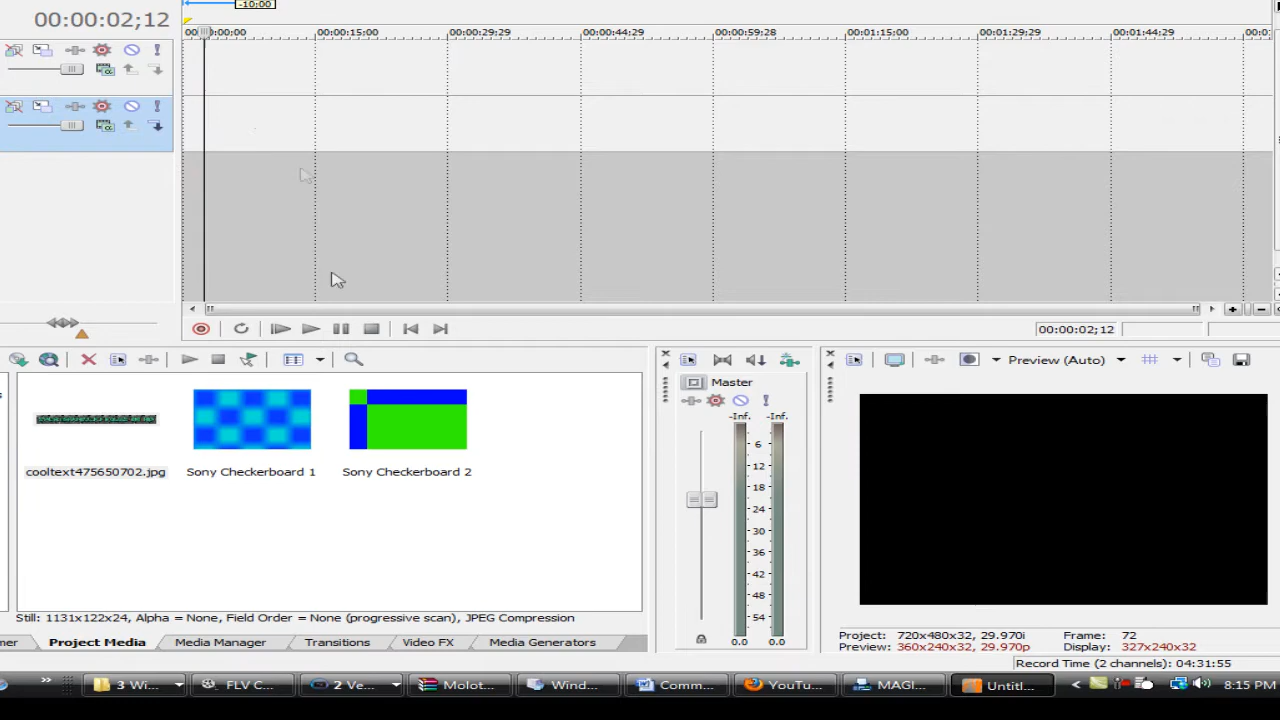 -10;00
00:00:02;12
00:00:15;00
00:00:29;29
00:00:44;29
00:00:59;28
00:01:15;00
00:01:29;29
00:01:44;29
00:00:02;12
Preview (Auto)
Master
-Inf. -Inf.
6
12
18
24
30
36
42
48
54
0.0 0.0
cooltext475650702.jpg
Sony Checkerboard 1
Sony Checkerboard 2
Still: 1131x122x24, Alpha = None, Field Order = None (progressive scan), JPEG Compression
Project Media
Media Manager
Transitions
Video FX
Media Generators
Project: 720x480x32, 29.970i
Frame: 72
Preview: 360x240x32, 29.970p
Display: 327x240x32
Record Time (2 channels): 04:31:55
»
3 Wi...
FLV C...
2 Ve...
Molot...
Wind...
Comm...
YouTu...
MAGI...
Untitl...
8:15 PM